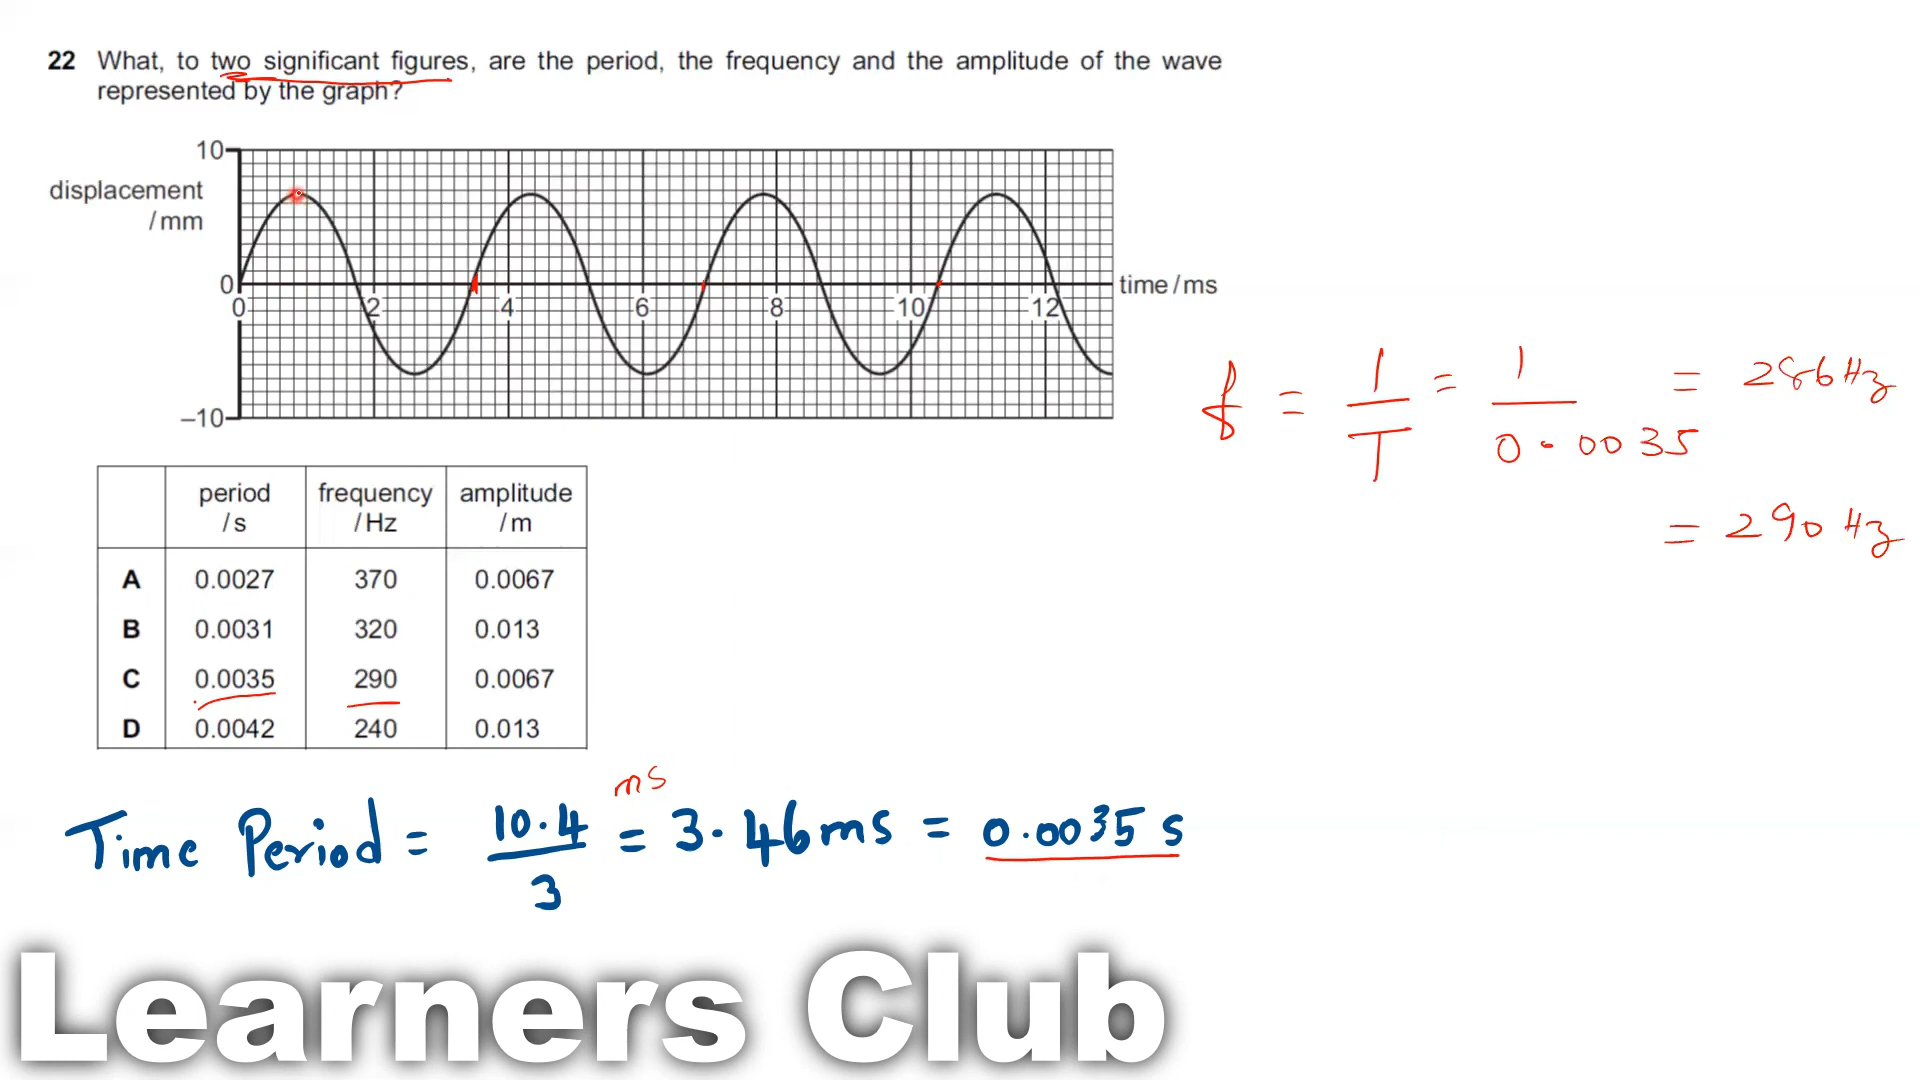 22 What, to two significant figures, are the period, the frequency and the amplitude of the wave
represented by the graph?
10
displacement
/mm
0
0 2 4 6 8 10 12
time/ms
–10
f = 1/T = 1/0.0035 = 286 Hz
= 290 Hz
period /s frequency /Hz amplitude /m
A 0.0027 370 0.0067
B 0.0031 320 0.013
C 0.0035 290 0.0067
D 0.0042 240 0.013
Time Period = 10.4/3 ms = 3.46 ms = 0.0035 s
Learners Club